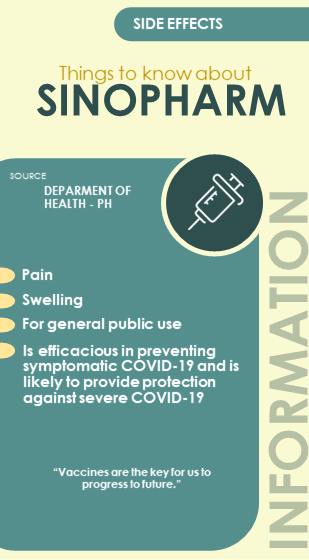 SIDE EFFECTS
Things to know about
SINOPHARM
SOURCE
DEPARMENT OF
HEALTH - PH
Pain
Swelling
For general public use
Is efficacious in preventing
symptomatic COVID-19 and is
likely to provide protection
against severe COVID-19
"Vaccines are the key for us to
progress to future."
INFORMATION